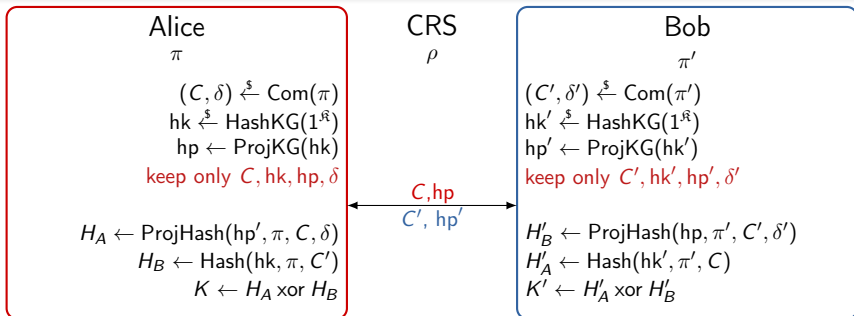 Alice
π
(C, δ) ←$ Com(π)
hk ←$ HashKG(1^𝔎)
hp ← ProjKG(hk)
keep only C, hk, hp, δ
H_A ← ProjHash(hp′, π, C, δ)
H_B ← Hash(hk, π, C′)
K ← H_A xor H_B
CRS
ρ
C,hp
C′, hp′
Bob
π′
(C′, δ′) ←$ Com(π′)
hk′ ←$ HashKG(1^𝔎)
hp′ ← ProjKG(hk′)
keep only C′, hk′, hp′, δ′
H′_B ← ProjHash(hp, π′, C′, δ′)
H′_A ← Hash(hk′, π′, C)
K′ ← H′_A xor H′_B